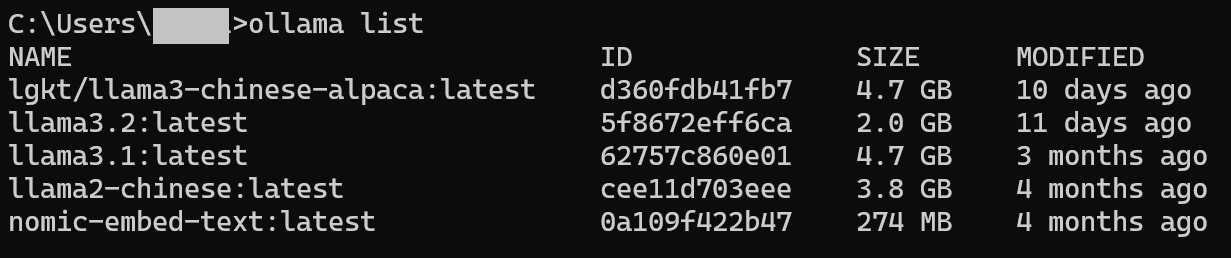 C:\Users\>ollama list
NAME ID SIZE MODIFIED
lgkt/llama3-chinese-alpaca:latest d360fdb41fb7 4.7 GB 10 days ago
llama3.2:latest 5f8672eff6ca 2.0 GB 11 days ago
llama3.1:latest 62757c860e01 4.7 GB 3 months ago
llama2-chinese:latest cee11d703eee 3.8 GB 4 months ago
nomic-embed-text:latest 0a109f422b47 274 MB 4 months ago